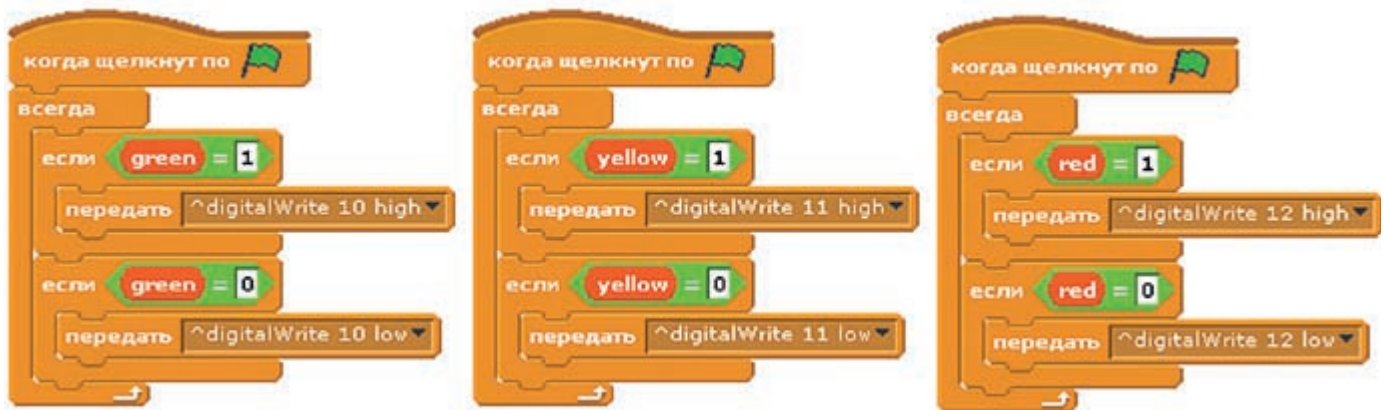 когда щелкнут по
всегда
если green = 1
передать ^digitalWrite 10 high
если green = 0
передать ^digitalWrite 10 low
когда щелкнут по
всегда
если yellow = 1
передать ^digitalWrite 11 high
если yellow = 0
передать ^digitalWrite 11 low
когда щелкнут по
всегда
если red = 1
передать ^digitalWrite 12 high
если red = 0
передать ^digitalWrite 12 low